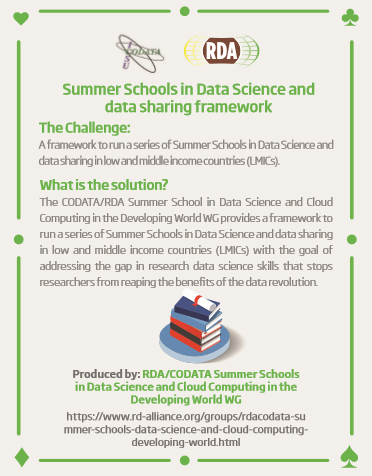 CODATA
RDA
Summer Schools in Data Science and
data sharing framework
The Challenge:
A framework to run a series of Summer Schools in Data Science and
data sharing in low and middle income countries (LMICs).
What is the solution?
The CODATA/RDA Summer School in Data Science and Cloud
Computing in the Developing World WG provides a framework to
run a series of Summer Schools in Data Science and data sharing
in low and middle income countries (LMICs) with the goal of
addressing the gap in research data science skills that stops
researchers from reaping the benefits of the data revolution.
Produced by: RDA/CODATA Summer Schools
in Data Science and Cloud Computing in the
Developing World WG
https://www.rd-alliance.org/groups/rdacodata-su
mmer-schools-data-science-and-cloud-computing-
developing-world.html